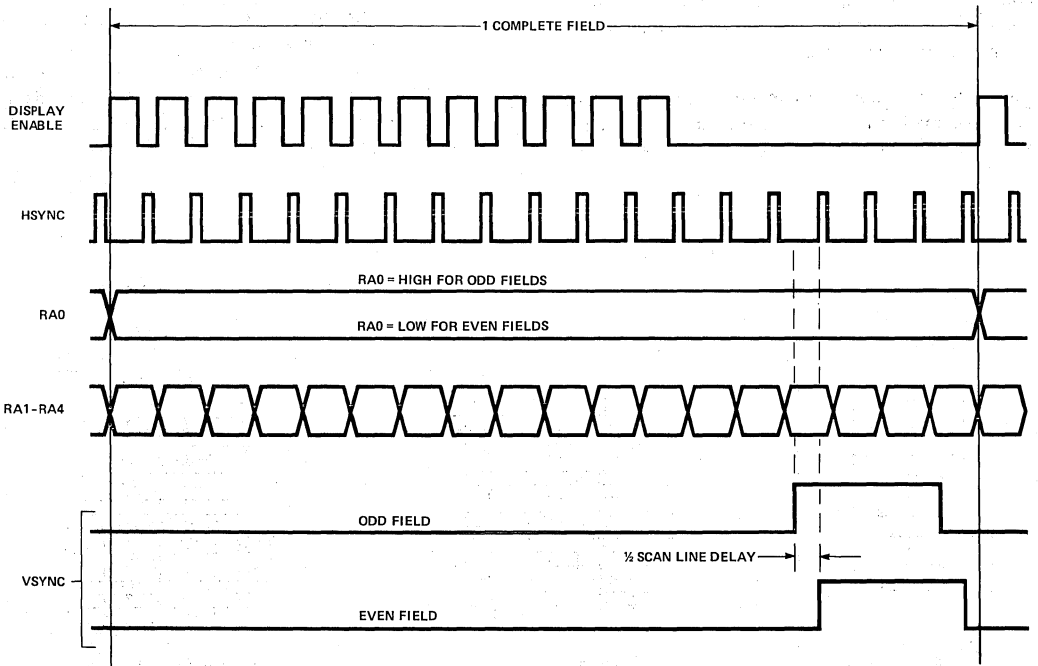 1 COMPLETE FIELD
DISPLAY
ENABLE
HSYNC
RA0 = HIGH FOR ODD FIELDS
RA0
RA0 = LOW FOR EVEN FIELDS
RA1-RA4
ODD FIELD
½ SCAN LINE DELAY
VSYNC
EVEN FIELD